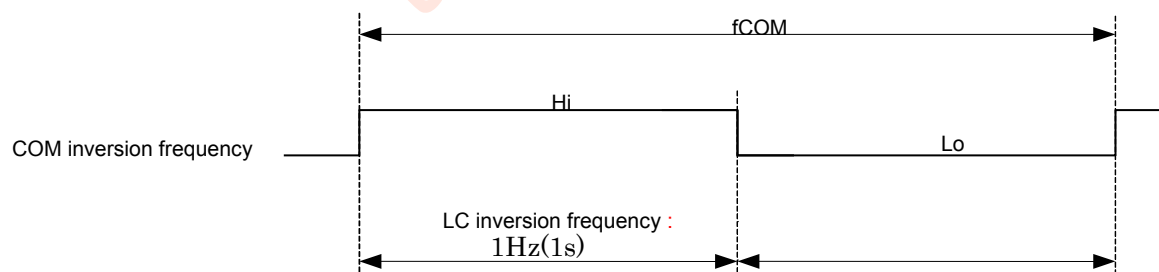 fCOM
Hi
COM inversion frequency
Lo
LC inversion frequency :
1Hz(1s)